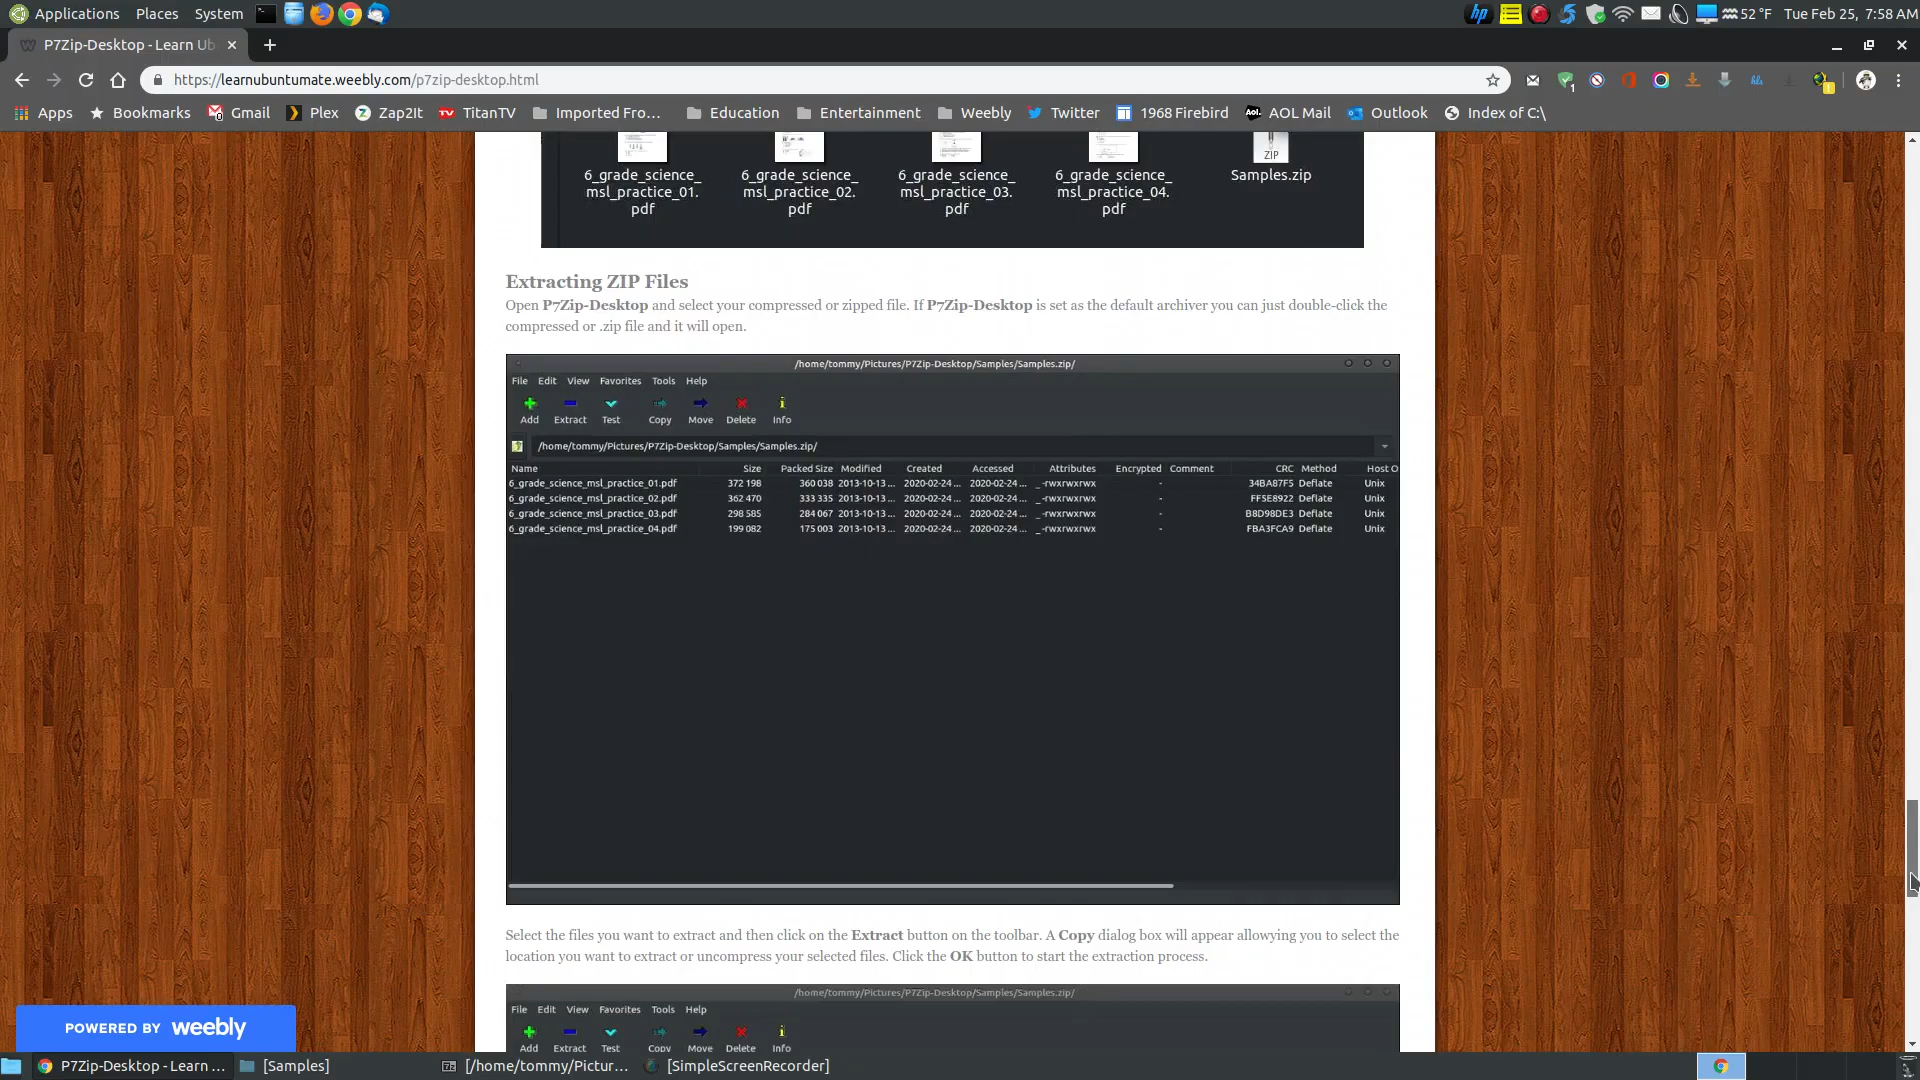 Applications Places System 52 °F Tue Feb 25, 7:58 AM
P7Zip-Desktop - Learn Ub
https://learnubuntumate.weebly.com/p7zip-desktop.html
Apps Bookmarks Gmail Plex Zap2It TitanTV Imported Fro... Education Entertainment Weebly Twitter 1968 Firebird AOL Mail Outlook Index of C:\
6_grade_science_ 6_grade_science_ 6_grade_science_ 6_grade_science_ Samples.zip
msl_practice_01. msl_practice_02. msl_practice_03. msl_practice_04.
pdf pdf pdf pdf
Extracting ZIP Files
Open P7Zip-Desktop and select your compressed or zipped file. If P7Zip-Desktop is set as the default archiver you can just double-click the
compressed or .zip file and it will open.
/home/tommy/Pictures/P7Zip-Desktop/Samples/Samples.zip/
File Edit View Favorites Tools Help
Add Extract Test Copy Move Delete Info
/home/tommy/Pictures/P7Zip-Desktop/Samples/Samples.zip/
Name Size Packed Size Modified Created Accessed Attributes Encrypted Comment CRC Method Host O
6_grade_science_msl_practice_01.pdf 372 198 360 038 2013-10-13 ... 2020-02-24 ... 2020-02-24 ... _ -rwxrwxrwx - 34BA87F5 Deflate Unix
6_grade_science_msl_practice_02.pdf 362 470 333 335 2013-10-13 ... 2020-02-24 ... 2020-02-24 ... _ -rwxrwxrwx - FF5E8922 Deflate Unix
6_grade_science_msl_practice_03.pdf 298 585 284 067 2013-10-13 ... 2020-02-24 ... 2020-02-24 ... _ -rwxrwxrwx - B8D98DE3 Deflate Unix
6_grade_science_msl_practice_04.pdf 199 082 175 003 2013-10-13 ... 2020-02-24 ... 2020-02-24 ... _ -rwxrwxrwx - FBA3FCA9 Deflate Unix
Select the files you want to extract and then click on the Extract button on the toolbar. A Copy dialog box will appear allowying you to select the
location you want to extract or uncompress your selected files. Click the OK button to start the extraction process.
/home/tommy/Pictures/P7Zip-Desktop/Samples/Samples.zip/
File Edit View Favorites Tools Help
Add Extract Test Copy Move Delete Info
POWERED BY weebly
P7Zip-Desktop - Learn ... [Samples] [/home/tommy/Pictur... [SimpleScreenRecorder]